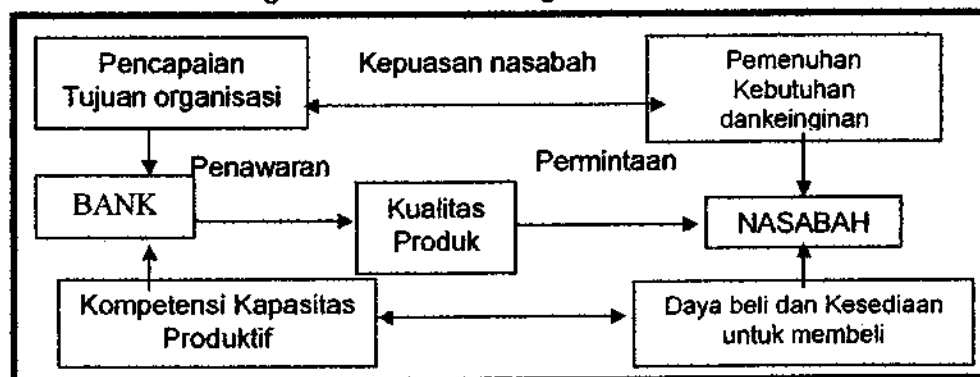 Pencapaian
Tujuan organisasi
Kepuasan nasabah
Pemenuhan
Kebutuhan
dankeinginan
Penawaran
Permintaan
BANK
Kualitas
Produk
NASABAH
Kompetensi Kapasitas
Produktif
Daya beli dan Kesediaan
untuk membeli